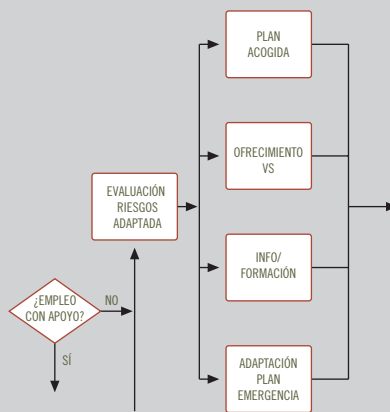 PLAN
ACOGIDA
OFRECIMIENTO
VS
EVALUACIÓN
RIESGOS
ADAPTADA
INFO/
FORMACIÓN
¿EMPLEO
CON APOYO?
NO
SÍ
ADAPTACIÓN
PLAN
EMERGENCIA